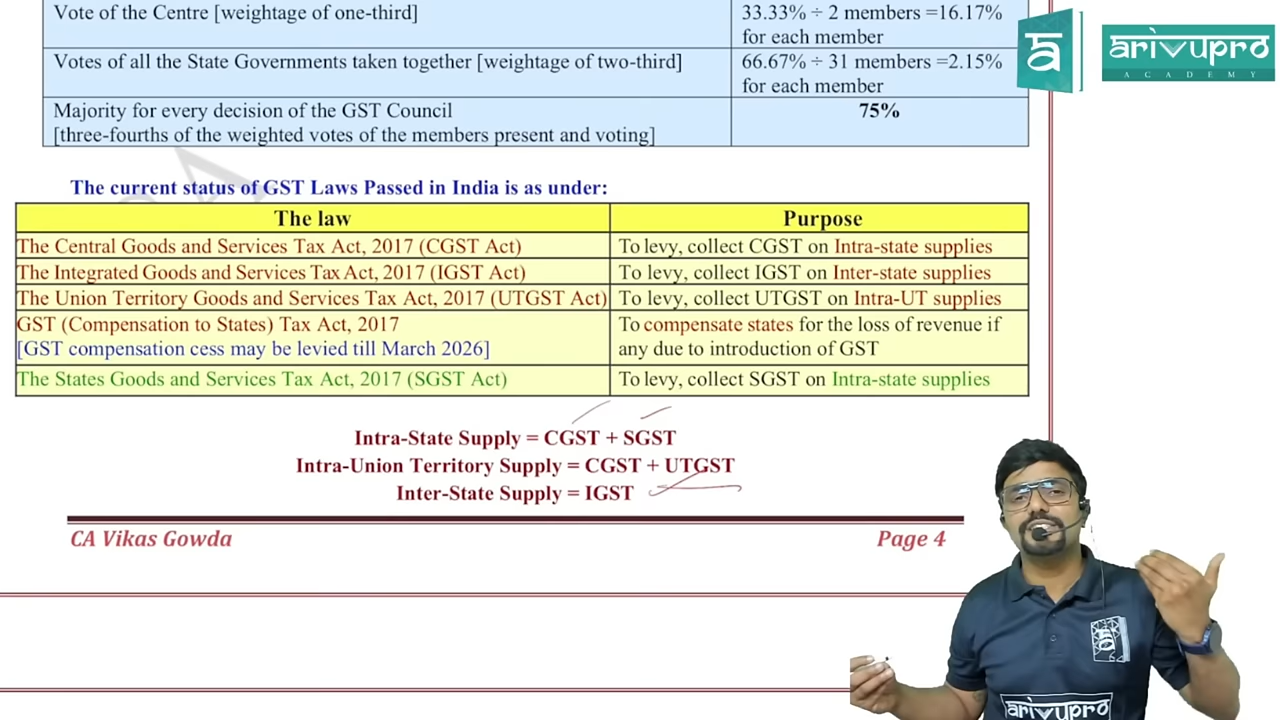 Vote of the Centre [weightage of one-third]
33.33% ÷ 2 members =16.17%
for each member
Votes of all the State Governments taken together [weightage of two-third]
66.67% ÷ 31 members =2.15%
for each member
Majority for every decision of the GST Council
[three-fourths of the weighted votes of the members present and voting]
75%
arivupro
ACADEMY
The current status of GST Laws Passed in India is as under:
The law
Purpose
The Central Goods and Services Tax Act, 2017 (CGST Act)
To levy, collect CGST on Intra-state supplies
The Integrated Goods and Services Tax Act, 2017 (IGST Act)
To levy, collect IGST on Inter-state supplies
The Union Territory Goods and Services Tax Act, 2017 (UTGST Act)
To levy, collect UTGST on Intra-UT supplies
GST (Compensation to States) Tax Act, 2017
[GST compensation cess may be levied till March 2026]
To compensate states for the loss of revenue if
any due to introduction of GST
The States Goods and Services Tax Act, 2017 (SGST Act)
To levy, collect SGST on Intra-state supplies
Intra-State Supply = CGST + SGST
Intra-Union Territory Supply = CGST + UTGST
Inter-State Supply = IGST
CA Vikas Gowda
Page 4
arivupro